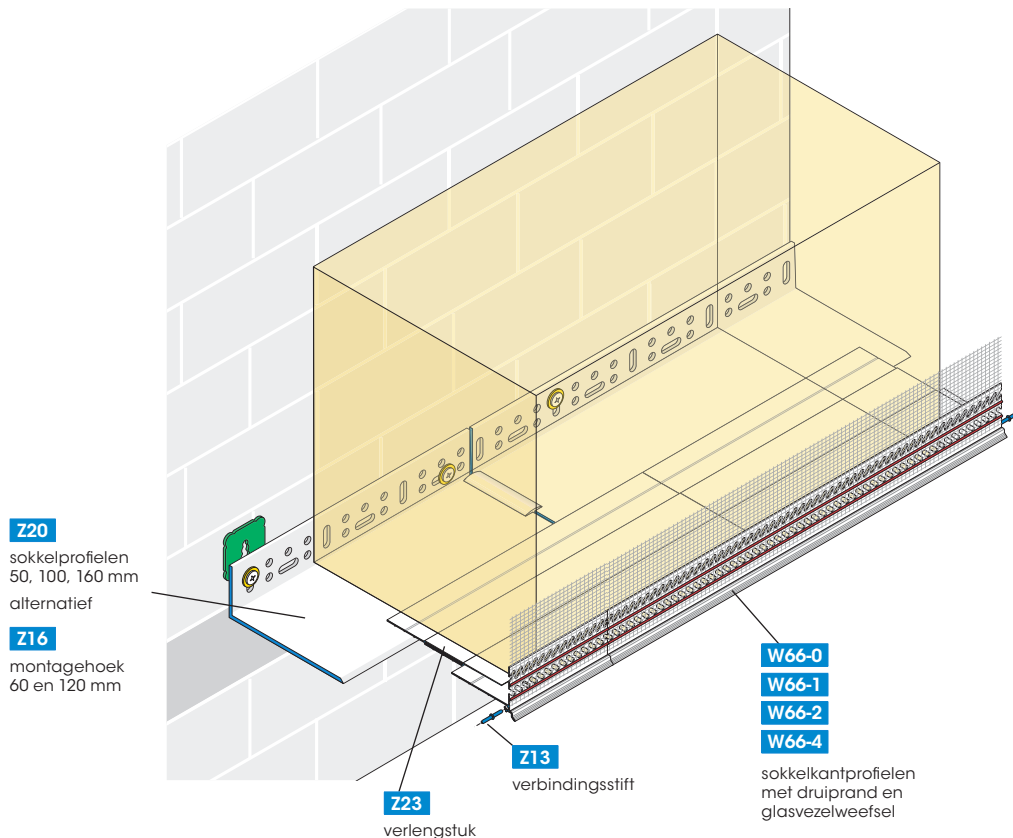 Z20
sokkelprofielen
50, 100, 160 mm
alternatief
Z16
montagehoek
60 en 120 mm
Z23
verlengstuk
Z13
verbindingsstift
W66-0
W66-1
W66-2
W66-4
sokkelkantprofielen
met druiprand en
glasvezelweefsel